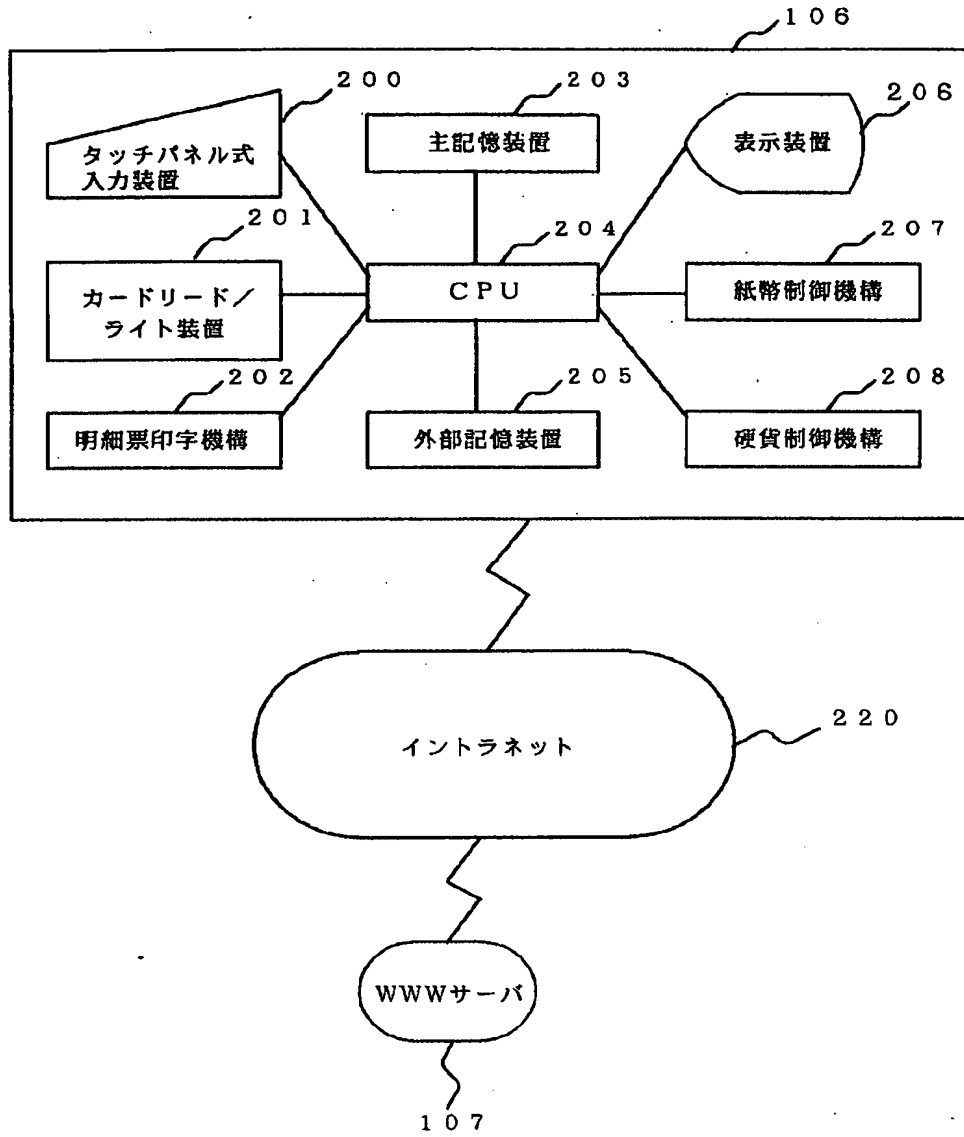 １０６
２００
２０３
２０６
タッチパネル式
入力装置
主記憶装置
表示装置
２０１
２０４
２０７
カードリード／
ライト装置
ＣＰＵ
紙幣制御機構
２０２
２０５
２０８
明細票印字機構
外部記憶装置
硬貨制御機構
２２０
イントラネット
ＷＷＷサーバ
１０７